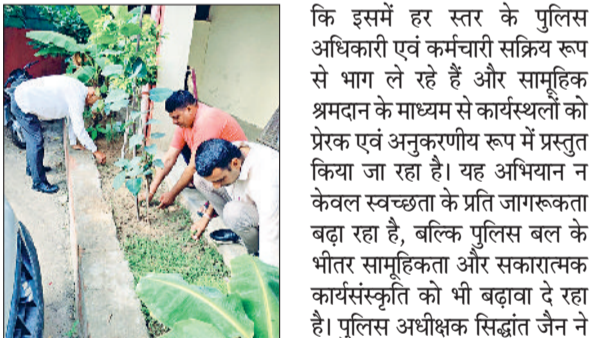 कि इसमें हर स्तर के पुलिस
अधिकारी एवं कर्मचारी सक्रिय रूप
से भाग ले रहे हैं और सामूहिक
श्रमदान के माध्यम से कार्यस्थलों को
प्रेरक एवं अनुकरणीय रूप में प्रस्तुत
किया जा रहा है। यह अभियान न
केवल स्वच्छता के प्रति जागरूकता
बढ़ा रहा है, बल्कि पुलिस बल के
भीतर सामूहिकता और सकारात्मक
कार्यसंस्कृति को भी बढ़ावा दे रहा
है। पुलिस अधीक्षक सिद्धांत जैन ने